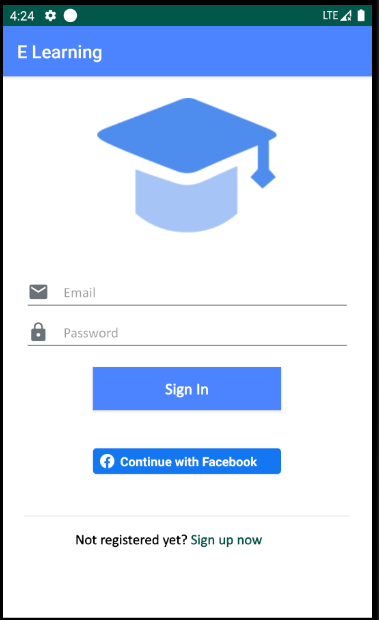 4:24 LTE
E Learning
Email
Password
Sign In
Continue with Facebook
Not registered yet? Sign up now